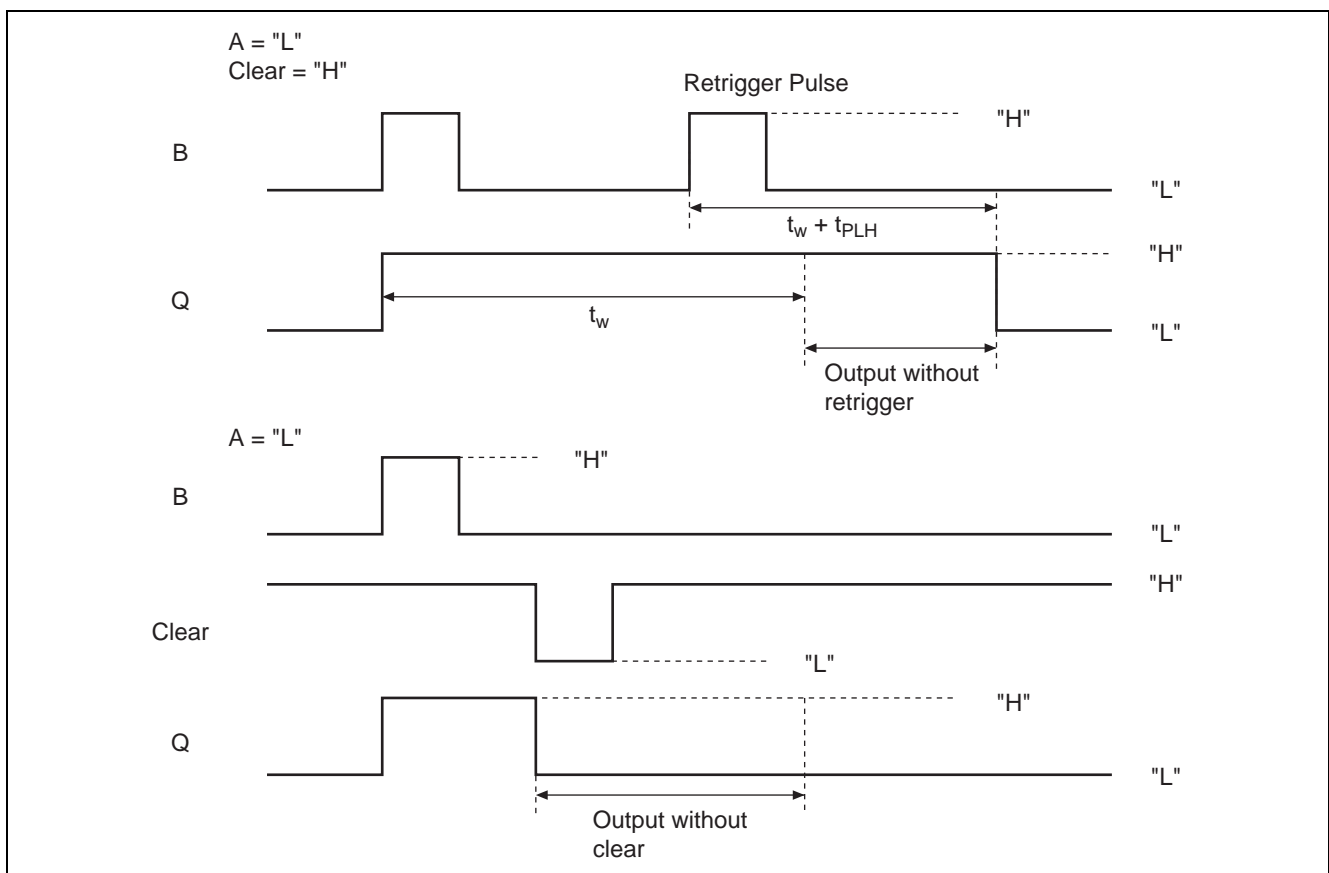 A = "L"
Clear = "H"
Retrigger Pulse
"H"
B
"L"
t_w + t_PLH
"H"
Q
t_w
"L"
Output without
retrigger
A = "L"
"H"
B
"L"
"H"
Clear
"L"
"H"
Q
"L"
Output without
clear